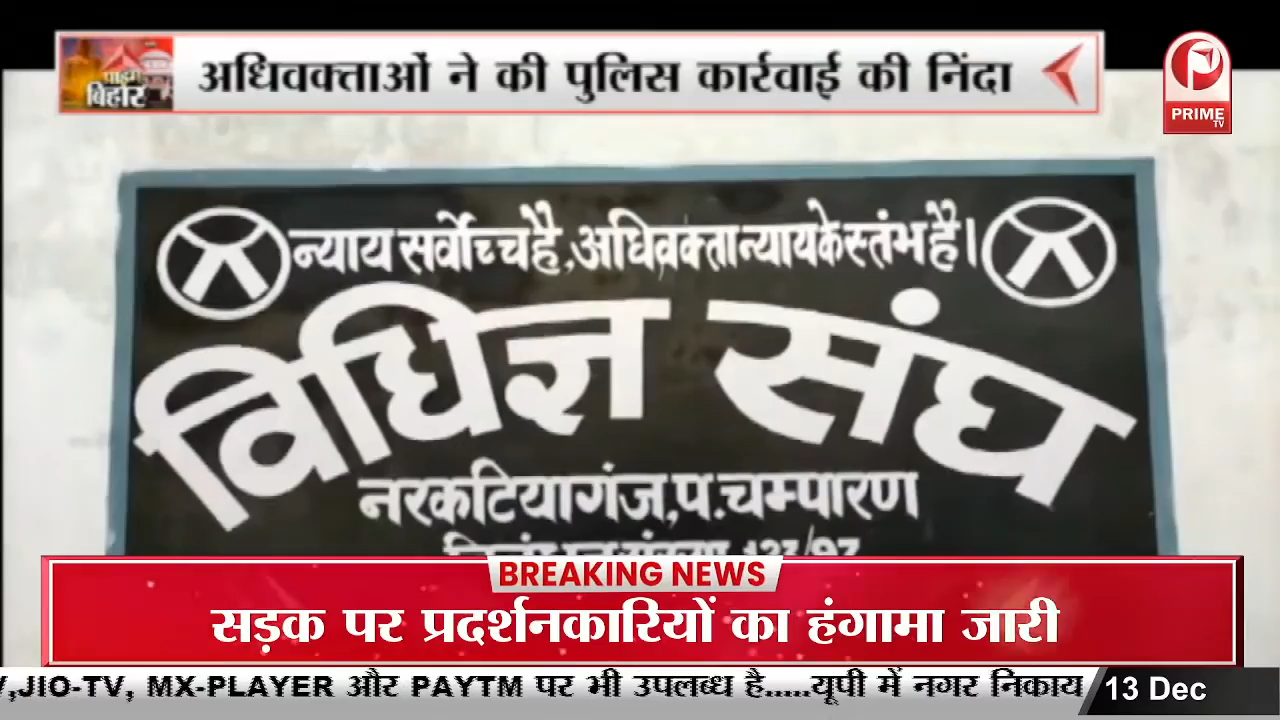 अधिवक्ताओं ने की पुलिस कार्रवाई की निंदा
बिहार
PRIME
TV
न्याय सर्वोच्च है, अधिवक्ता न्याय के स्तंभ है।
विधिज्ञ संघ
नरकटियागंज, प. चम्पारण
BREAKING NEWS
सड़क पर प्रदर्शनकारियों का हंगामा जारी
,JIO-TV, MX-PLAYER और PAYTM पर भी उपलब्ध है.....यूपी में नगर निकाय
13 Dec